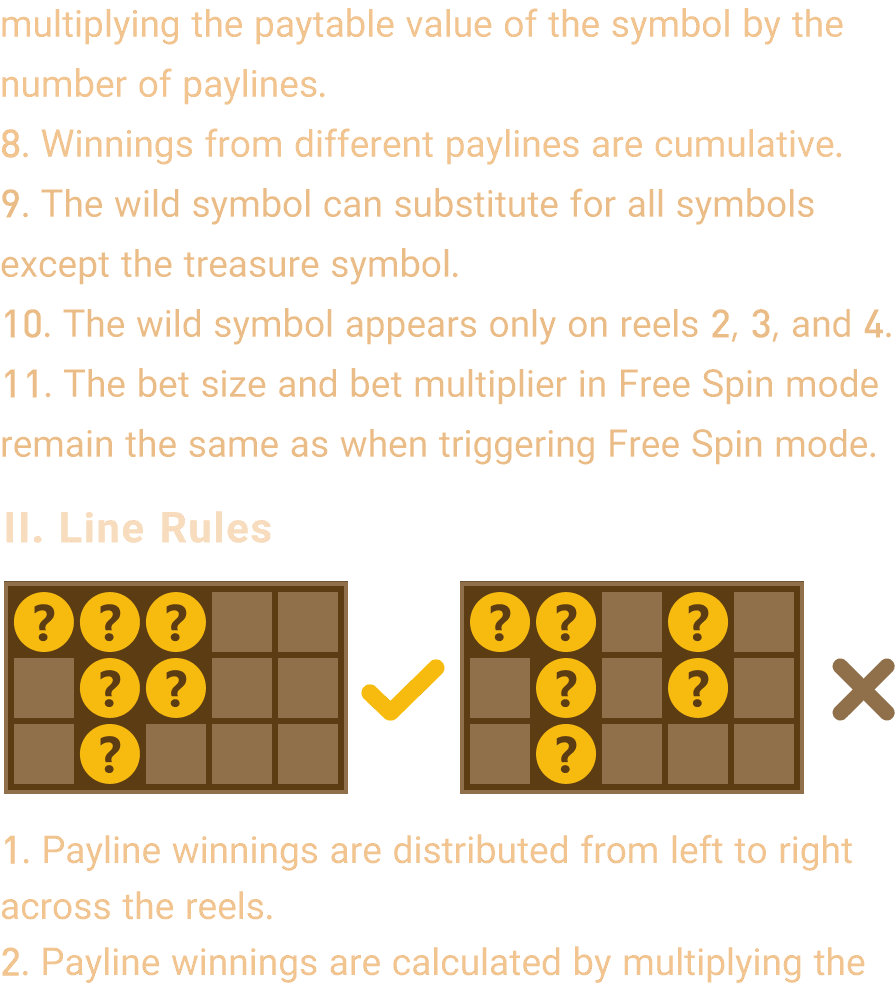 multiplying the paytable value of the symbol by the
number of paylines.
8. Winnings from different paylines are cumulative.
9. The wild symbol can substitute for all symbols
except the treasure symbol.
10. The wild symbol appears only on reels 2, 3, and 4.
11. The bet size and bet multiplier in Free Spin mode
remain the same as when triggering Free Spin mode.
II. Line Rules
? ? ? ? ? ?
? ? ? ?
? ?
1. Payline winnings are distributed from left to right
across the reels.
2. Payline winnings are calculated by multiplying the